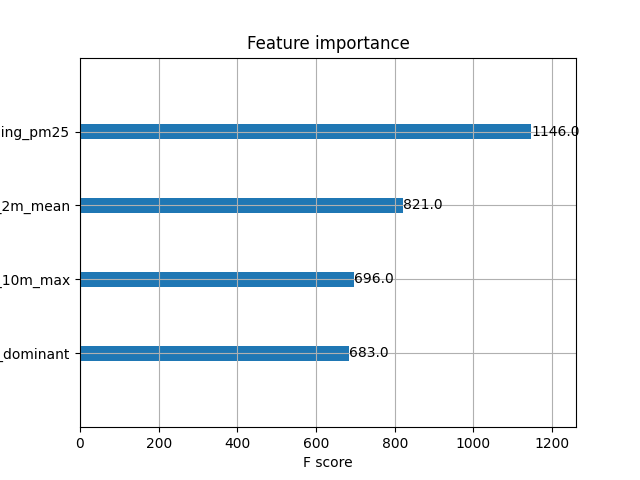 Feature importance
ing_pm25
1146.0
_2m_mean
821.0
_10m_max
696.0
_dominant
683.0
0 200 400 600 800 1000 1200
F score